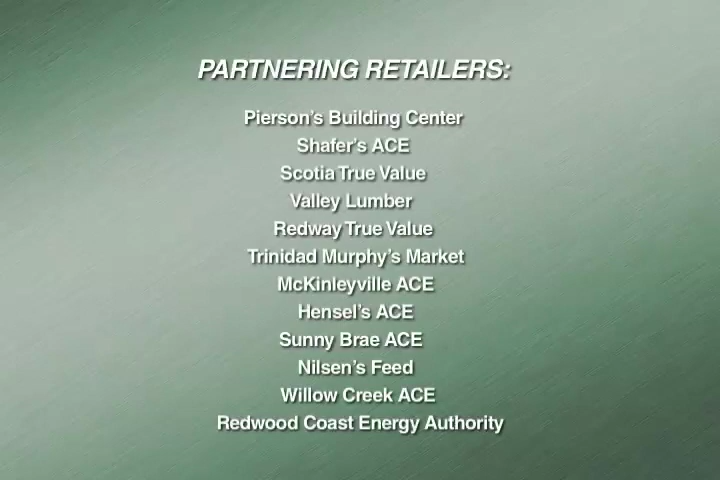 PARTNERING RETAILERS:
Pierson's Building Center
Shafer's ACE
Scotia True Value
Valley Lumber
Redway True Value
Trinidad Murphy's Market
McKinleyville ACE
Hensel's ACE
Sunny Brae ACE
Nilsen's Feed
Willow Creek ACE
Redwood Coast Energy Authority